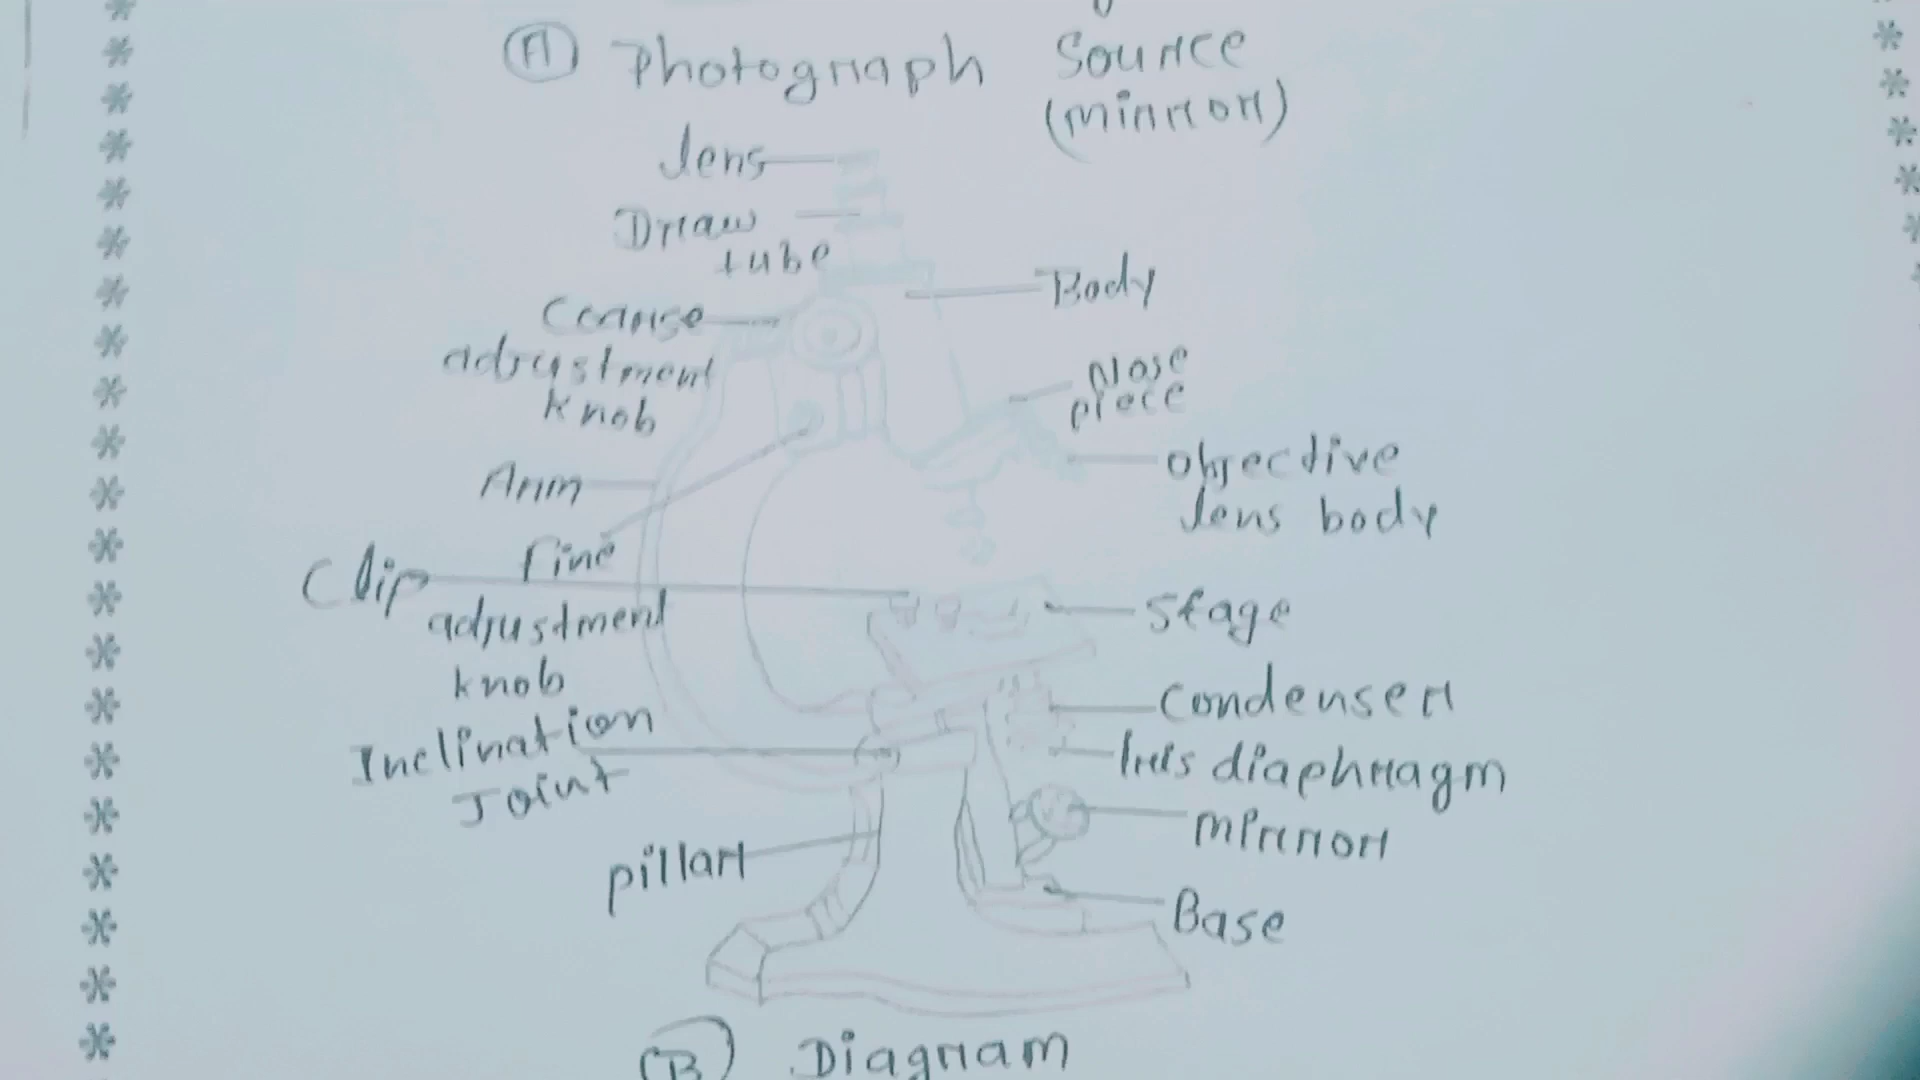 (A) Photograph
Source
(mirror)
lens
Draw
tube
Body
Coarse
adjustment
knob
Nose
piece
Arm
Objective
lens body
Fine
adjustment
knob
Clip
Stage
Condenser
Inclination
Joint
Iris diaphragm
mirror
pillar
Base
(B) Diagram